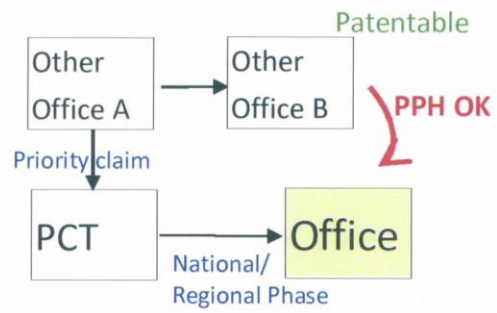 Patentable
Other
Office A
Other
Office B
PPH OK
Priority claim
PCT
Office
National/
Regional Phase